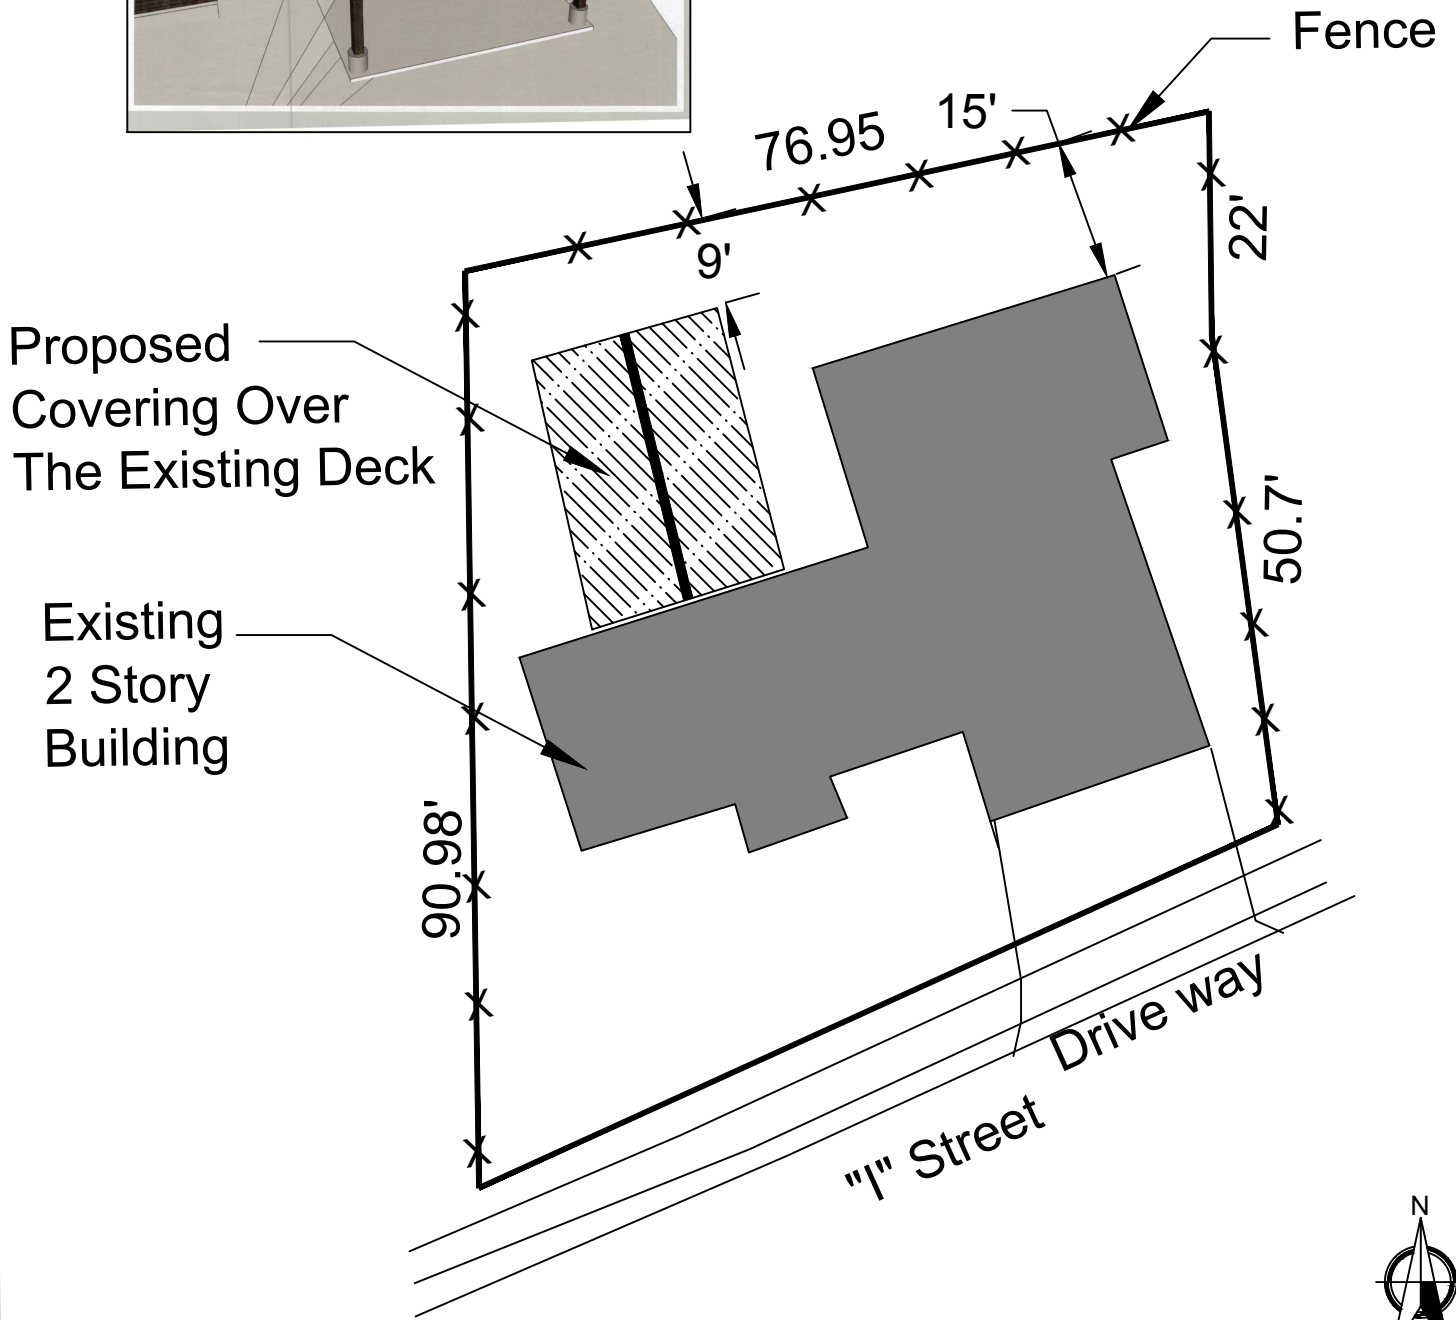 Fence
15'
76.95
9'
22'
Proposed
Covering Over
The Existing Deck
50.7'
Existing
2 Story
Building
90.98'
Drive way
"I" Street
N